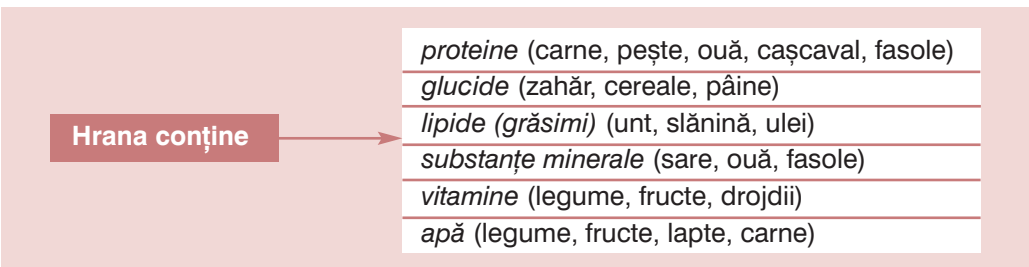 Hrana conține
proteine (carne, pește, ouă, cașcaval, fasole)
glucide (zahăr, cereale, pâine)
lipide (grăsimi) (unt, slănină, ulei)
substanțe minerale (sare, ouă, fasole)
vitamine (legume, fructe, drojdii)
apă (legume, fructe, lapte, carne)